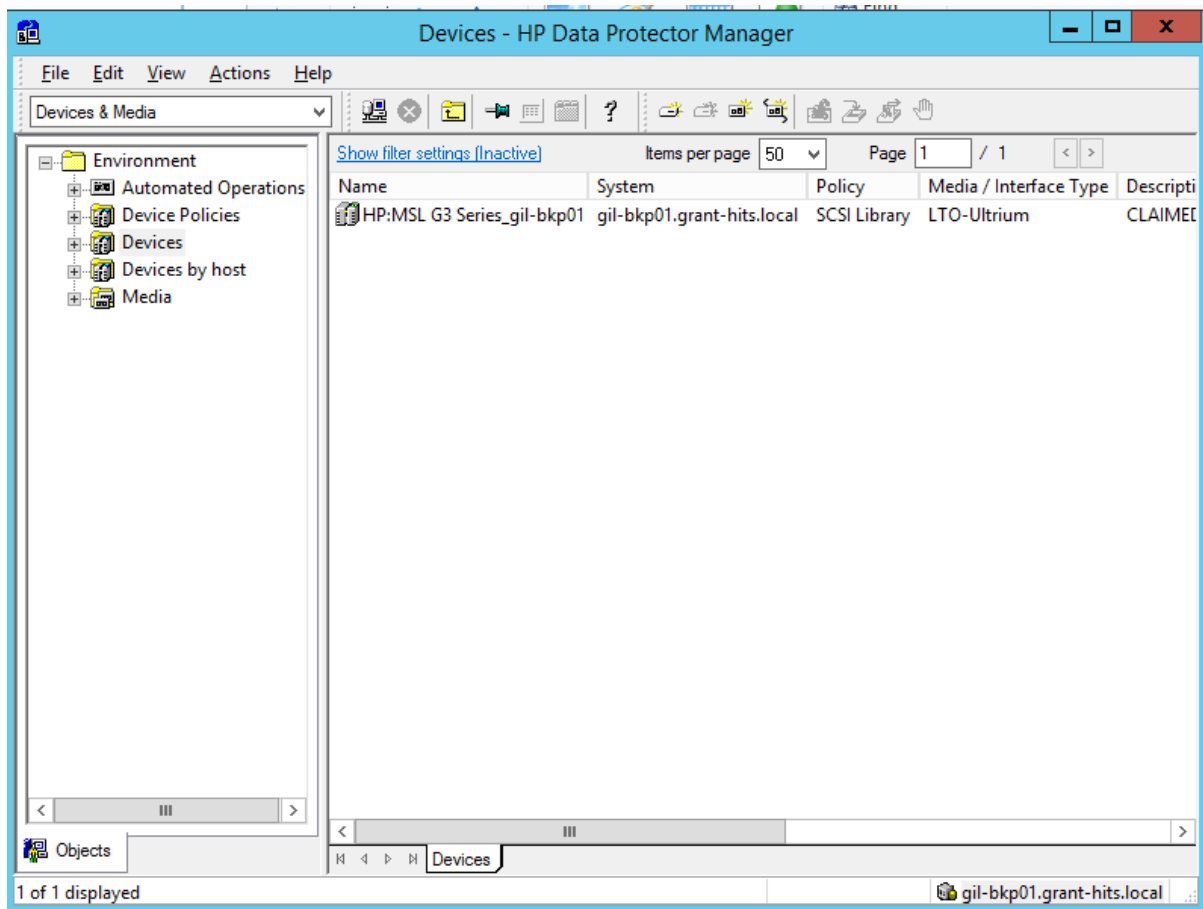 Devices - HP Data Protector Manager
File Edit View Actions Help
Devices & Media
Show filter settings (Inactive) Items per page 50 Page 1 / 1
Environment
Automated Operations
Device Policies
Devices
Devices by host
Media
Name System Policy Media / Interface Type Descripti
HP:MSL G3 Series_gil-bkp01 gil-bkp01.grant-hits.local SCSI Library LTO-Ultrium CLAIMED
Objects
Devices
1 of 1 displayed gil-bkp01.grant-hits.local